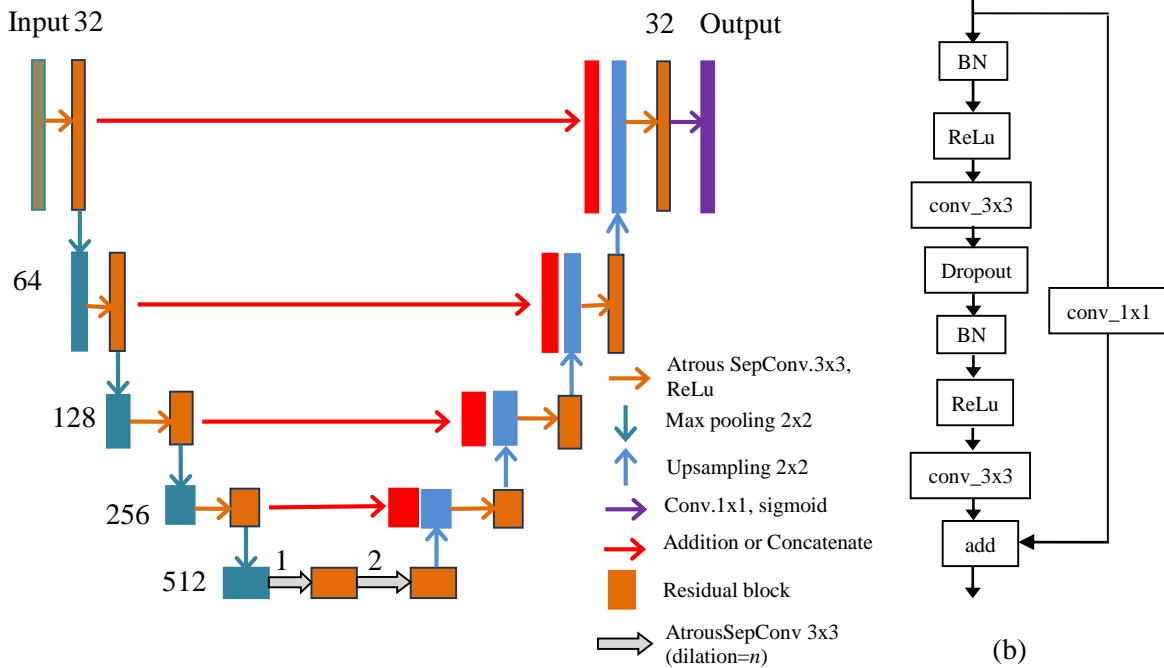 Input 32
32 Output
64
128
256
512
1
2
Atrous SepConv.3x3,
ReLu
Max pooling 2x2
Upsampling 2x2
Conv.1x1, sigmoid
Addition or Concatenate
Residual block
AtrousSepConv 3x3
(dilation=n)
BN
ReLu
conv_3x3
Dropout
BN
ReLu
conv_3x3
add
conv_1x1
(b)